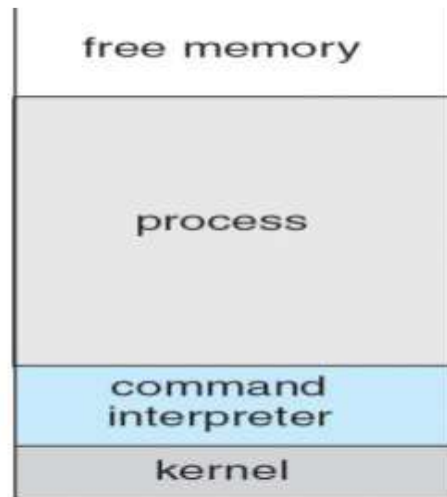 free memory
process
command
interpreter
kernel